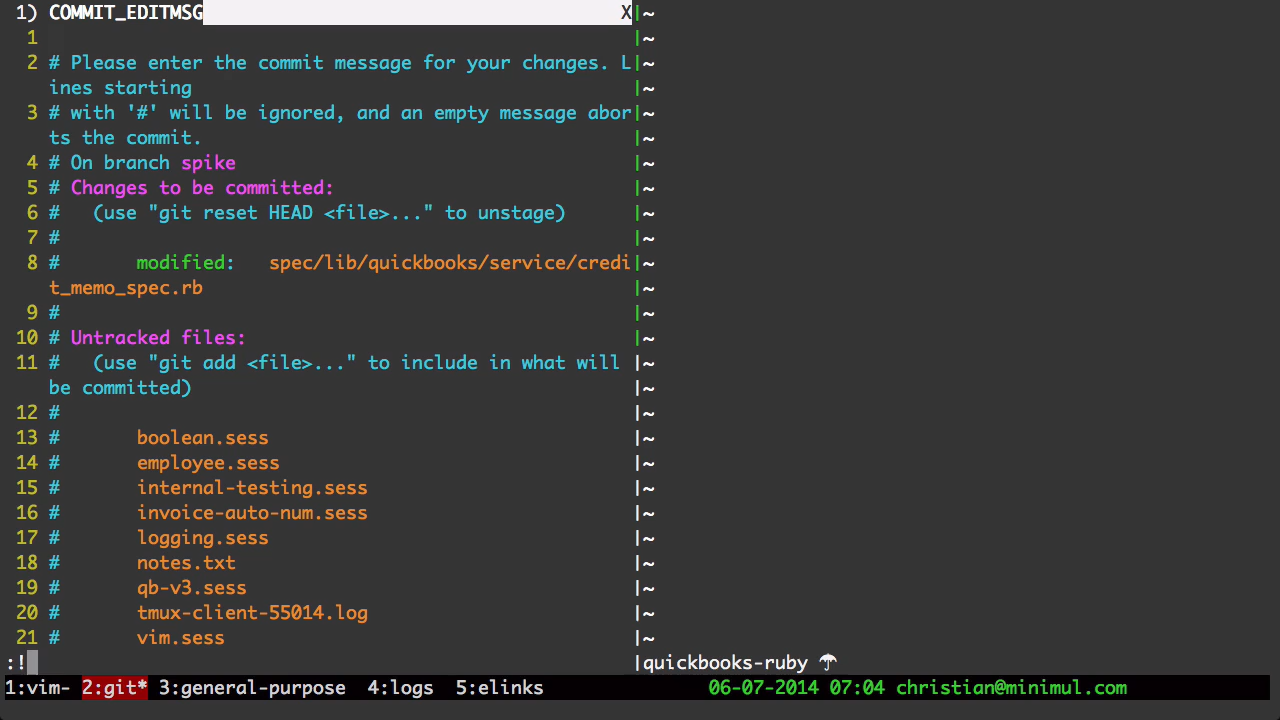 1) COMMIT_EDITMSG X|~
1 |~
2 # Please enter the commit message for your changes. L|~
ines starting |~
3 # with '#' will be ignored, and an empty message abor|~
ts the commit. |~
4 # On branch spike |~
5 # Changes to be committed: |~
6 #   (use "git reset HEAD <file>..." to unstage) |~
7 # |~
8 #       modified:   spec/lib/quickbooks/service/credi|~
t_memo_spec.rb |~
9 # |~
10 # Untracked files: |~
11 #   (use "git add <file>..." to include in what will |~
be committed) |~
12 # |~
13 #       boolean.sess |~
14 #       employee.sess |~
15 #       internal-testing.sess |~
16 #       invoice-auto-num.sess |~
17 #       logging.sess |~
18 #       notes.txt |~
19 #       qb-v3.sess |~
20 #       tmux-client-55014.log |~
21 #       vim.sess |~
:! |quickbooks-ruby ☂
1:vim- 2:git* 3:general-purpose 4:logs 5:elinks 06-07-2014 07:04 christian@minimul.com